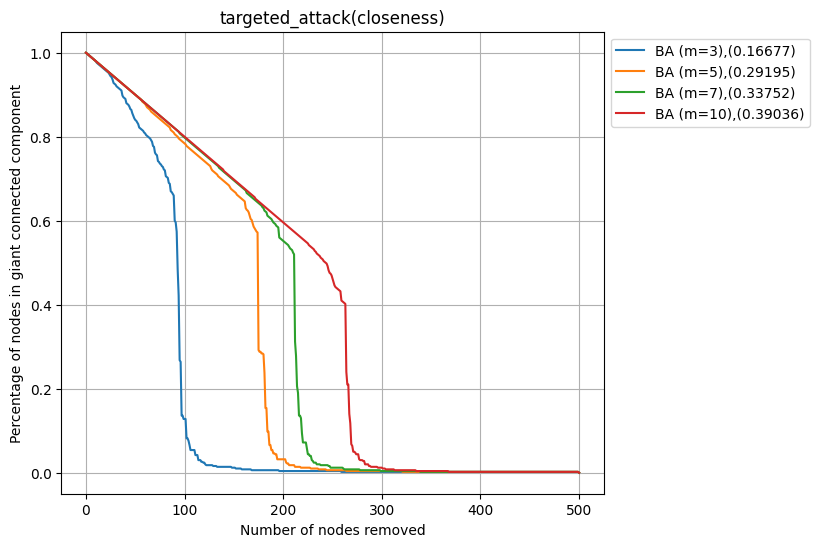 targeted_attack(closeness)
BA (m=3),(0.16677)
BA (m=5),(0.29195)
BA (m=7),(0.33752)
BA (m=10),(0.39036)
Percentage of nodes in giant connected component
1.0
0.8
0.6
0.4
0.2
0.0
0 100 200 300 400 500
Number of nodes removed